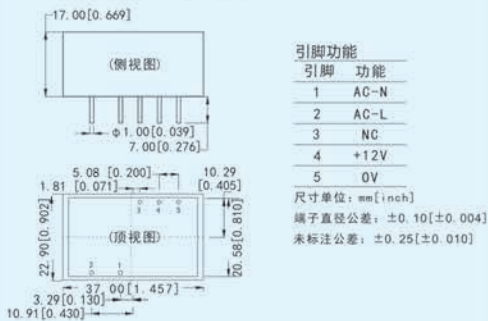 17.00[0.669]
(侧视图)
φ1.00[0.039]
7.00[0.276]
5.08 [0.200]
10.29
[0.405]
1.81 [0.071]
3 4 5
22.90[0.902]
(顶视图)
20.58[0.810]
2 1
37.00[1.457]
3.29[0.130]
10.91[0.430]
引脚功能
引脚 功能
1 AC-N
2 AC-L
3 NC
4 +12V
5 0V
尺寸单位：mm[inch]
端子直径公差：±0.10[±0.004]
未标注公差：±0.25[±0.010]